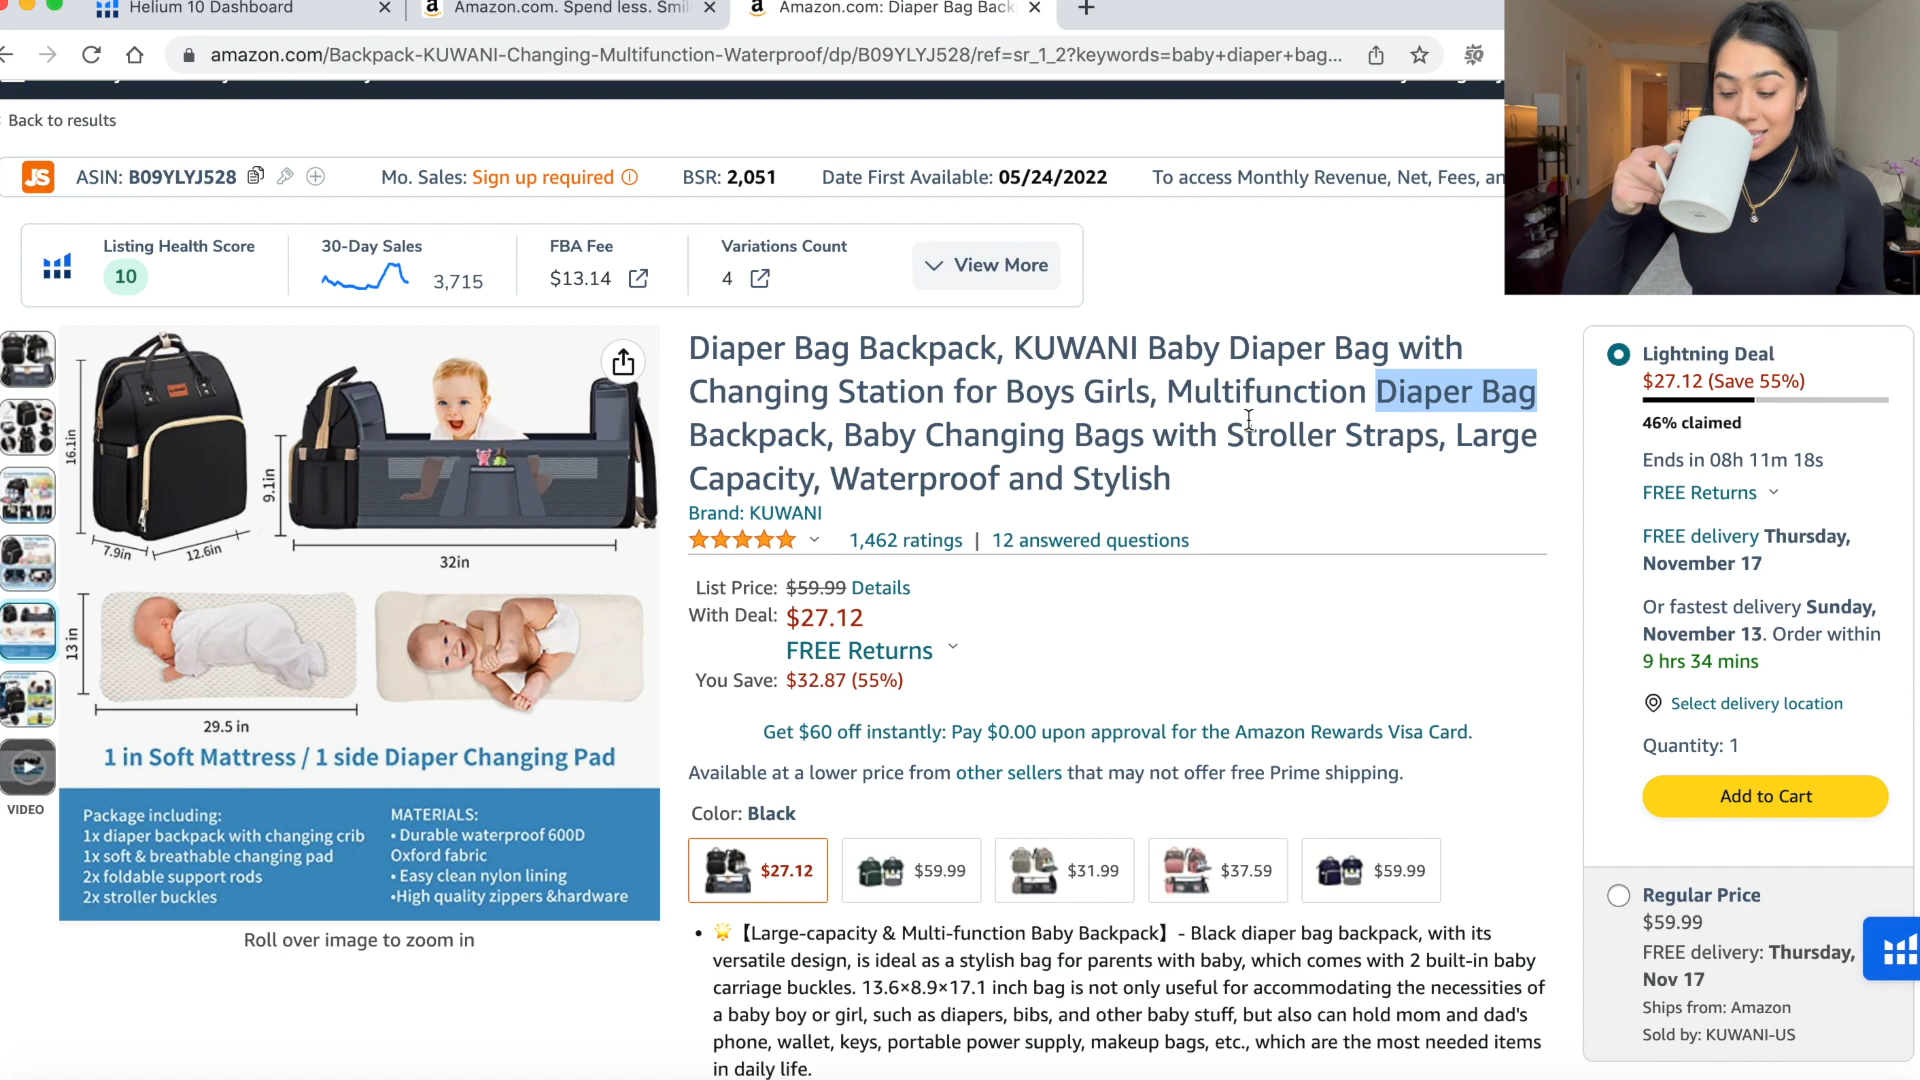 Helium 10 Dashboard
Amazon.com. Spend less. Smil
Amazon.com: Diaper Bag Back
amazon.com/Backpack-KUWANI-Changing-Multifunction-Waterproof/dp/B09YLYJ528/ref=sr_1_2?keywords=baby+diaper+bag...
Back to results
JS
ASIN: B09YLYJ528
Mo. Sales: Sign up required
BSR: 2,051
Date First Available: 05/24/2022
To access Monthly Revenue, Net, Fees, an
Listing Health Score
10
30-Day Sales
3,715
FBA Fee
$13.14
Variations Count
4
View More
16.1in
7.9in
12.6in
9.1in
32in
13 in
29.5 in
1 in Soft Mattress / 1 side Diaper Changing Pad
Package including:
1x diaper backpack with changing crib
1x soft & breathable changing pad
2x foldable support rods
2x stroller buckles
MATERIALS:
• Durable waterproof 600D
Oxford fabric
• Easy clean nylon lining
•High quality zippers &hardware
Roll over image to zoom in
VIDEO
Diaper Bag Backpack, KUWANI Baby Diaper Bag with
Changing Station for Boys Girls, Multifunction Diaper Bag
Backpack, Baby Changing Bags with Stroller Straps, Large
Capacity, Waterproof and Stylish
Brand: KUWANI
1,462 ratings | 12 answered questions
List Price: $59.99 Details
With Deal: $27.12
FREE Returns
You Save: $32.87 (55%)
Get $60 off instantly: Pay $0.00 upon approval for the Amazon Rewards Visa Card.
Available at a lower price from other sellers that may not offer free Prime shipping.
Color: Black
$27.12
$59.99
$31.99
$37.59
$59.99
• 🌟【Large-capacity & Multi-function Baby Backpack】- Black diaper bag backpack, with its
versatile design, is ideal as a stylish bag for parents with baby, which comes with 2 built-in baby
carriage buckles. 13.6×8.9×17.1 inch bag is not only useful for accommodating the necessities of
a baby boy or girl, such as diapers, bibs, and other baby stuff, but also can hold mom and dad's
phone, wallet, keys, portable power supply, makeup bags, etc., which are the most needed items
in daily life.
Lightning Deal
$27.12 (Save 55%)
46% claimed
Ends in 08h 11m 18s
FREE Returns
FREE delivery Thursday,
November 17
Or fastest delivery Sunday,
November 13. Order within
9 hrs 34 mins
Select delivery location
Quantity: 1
Add to Cart
Regular Price
$59.99
FREE delivery: Thursday,
Nov 17
Ships from: Amazon
Sold by: KUWANI-US